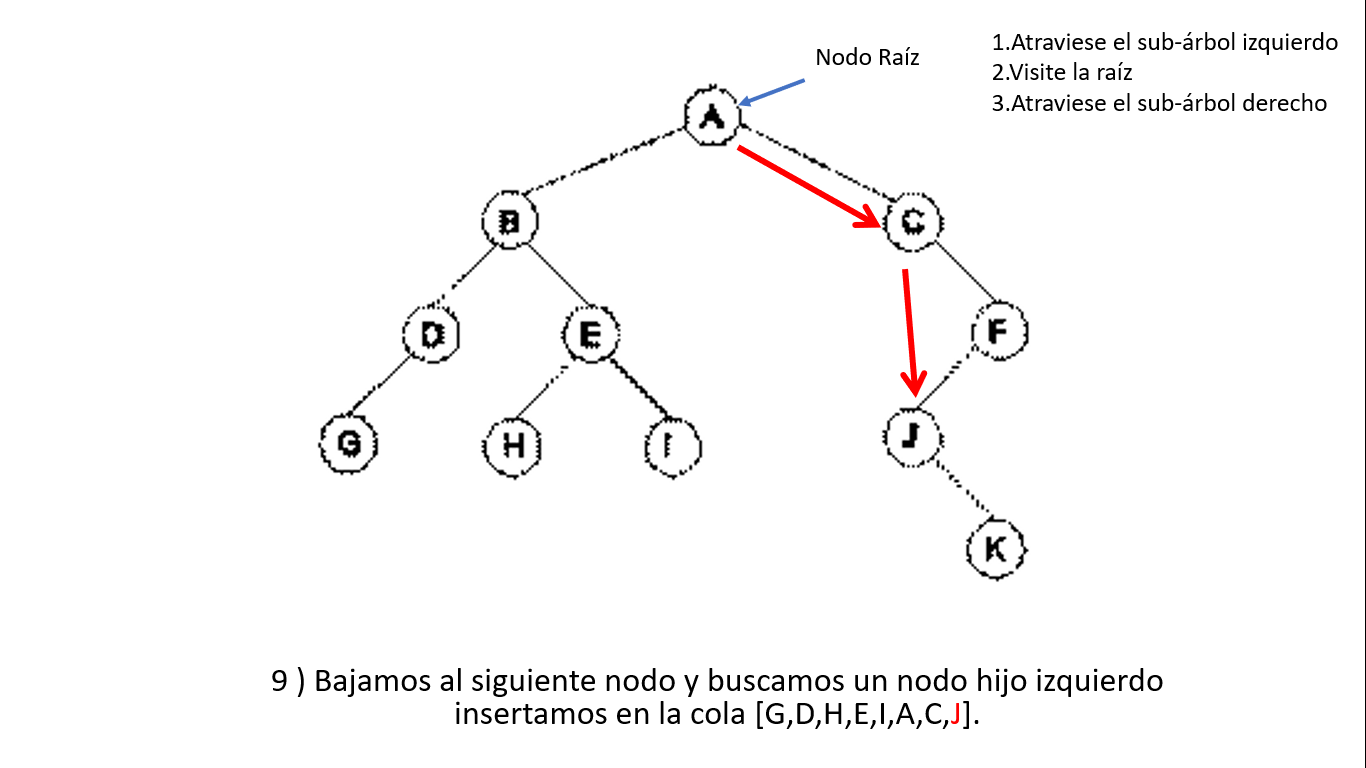 Nodo Raíz
1.Atraviese el sub-árbol izquierdo
2.Visite la raíz
3.Atraviese el sub-árbol derecho
A
B
C
D
E
F
G
H
I
J
K
9 ) Bajamos al siguiente nodo y buscamos un nodo hijo izquierdo
insertamos en la cola [G,D,H,E,I,A,C,J].